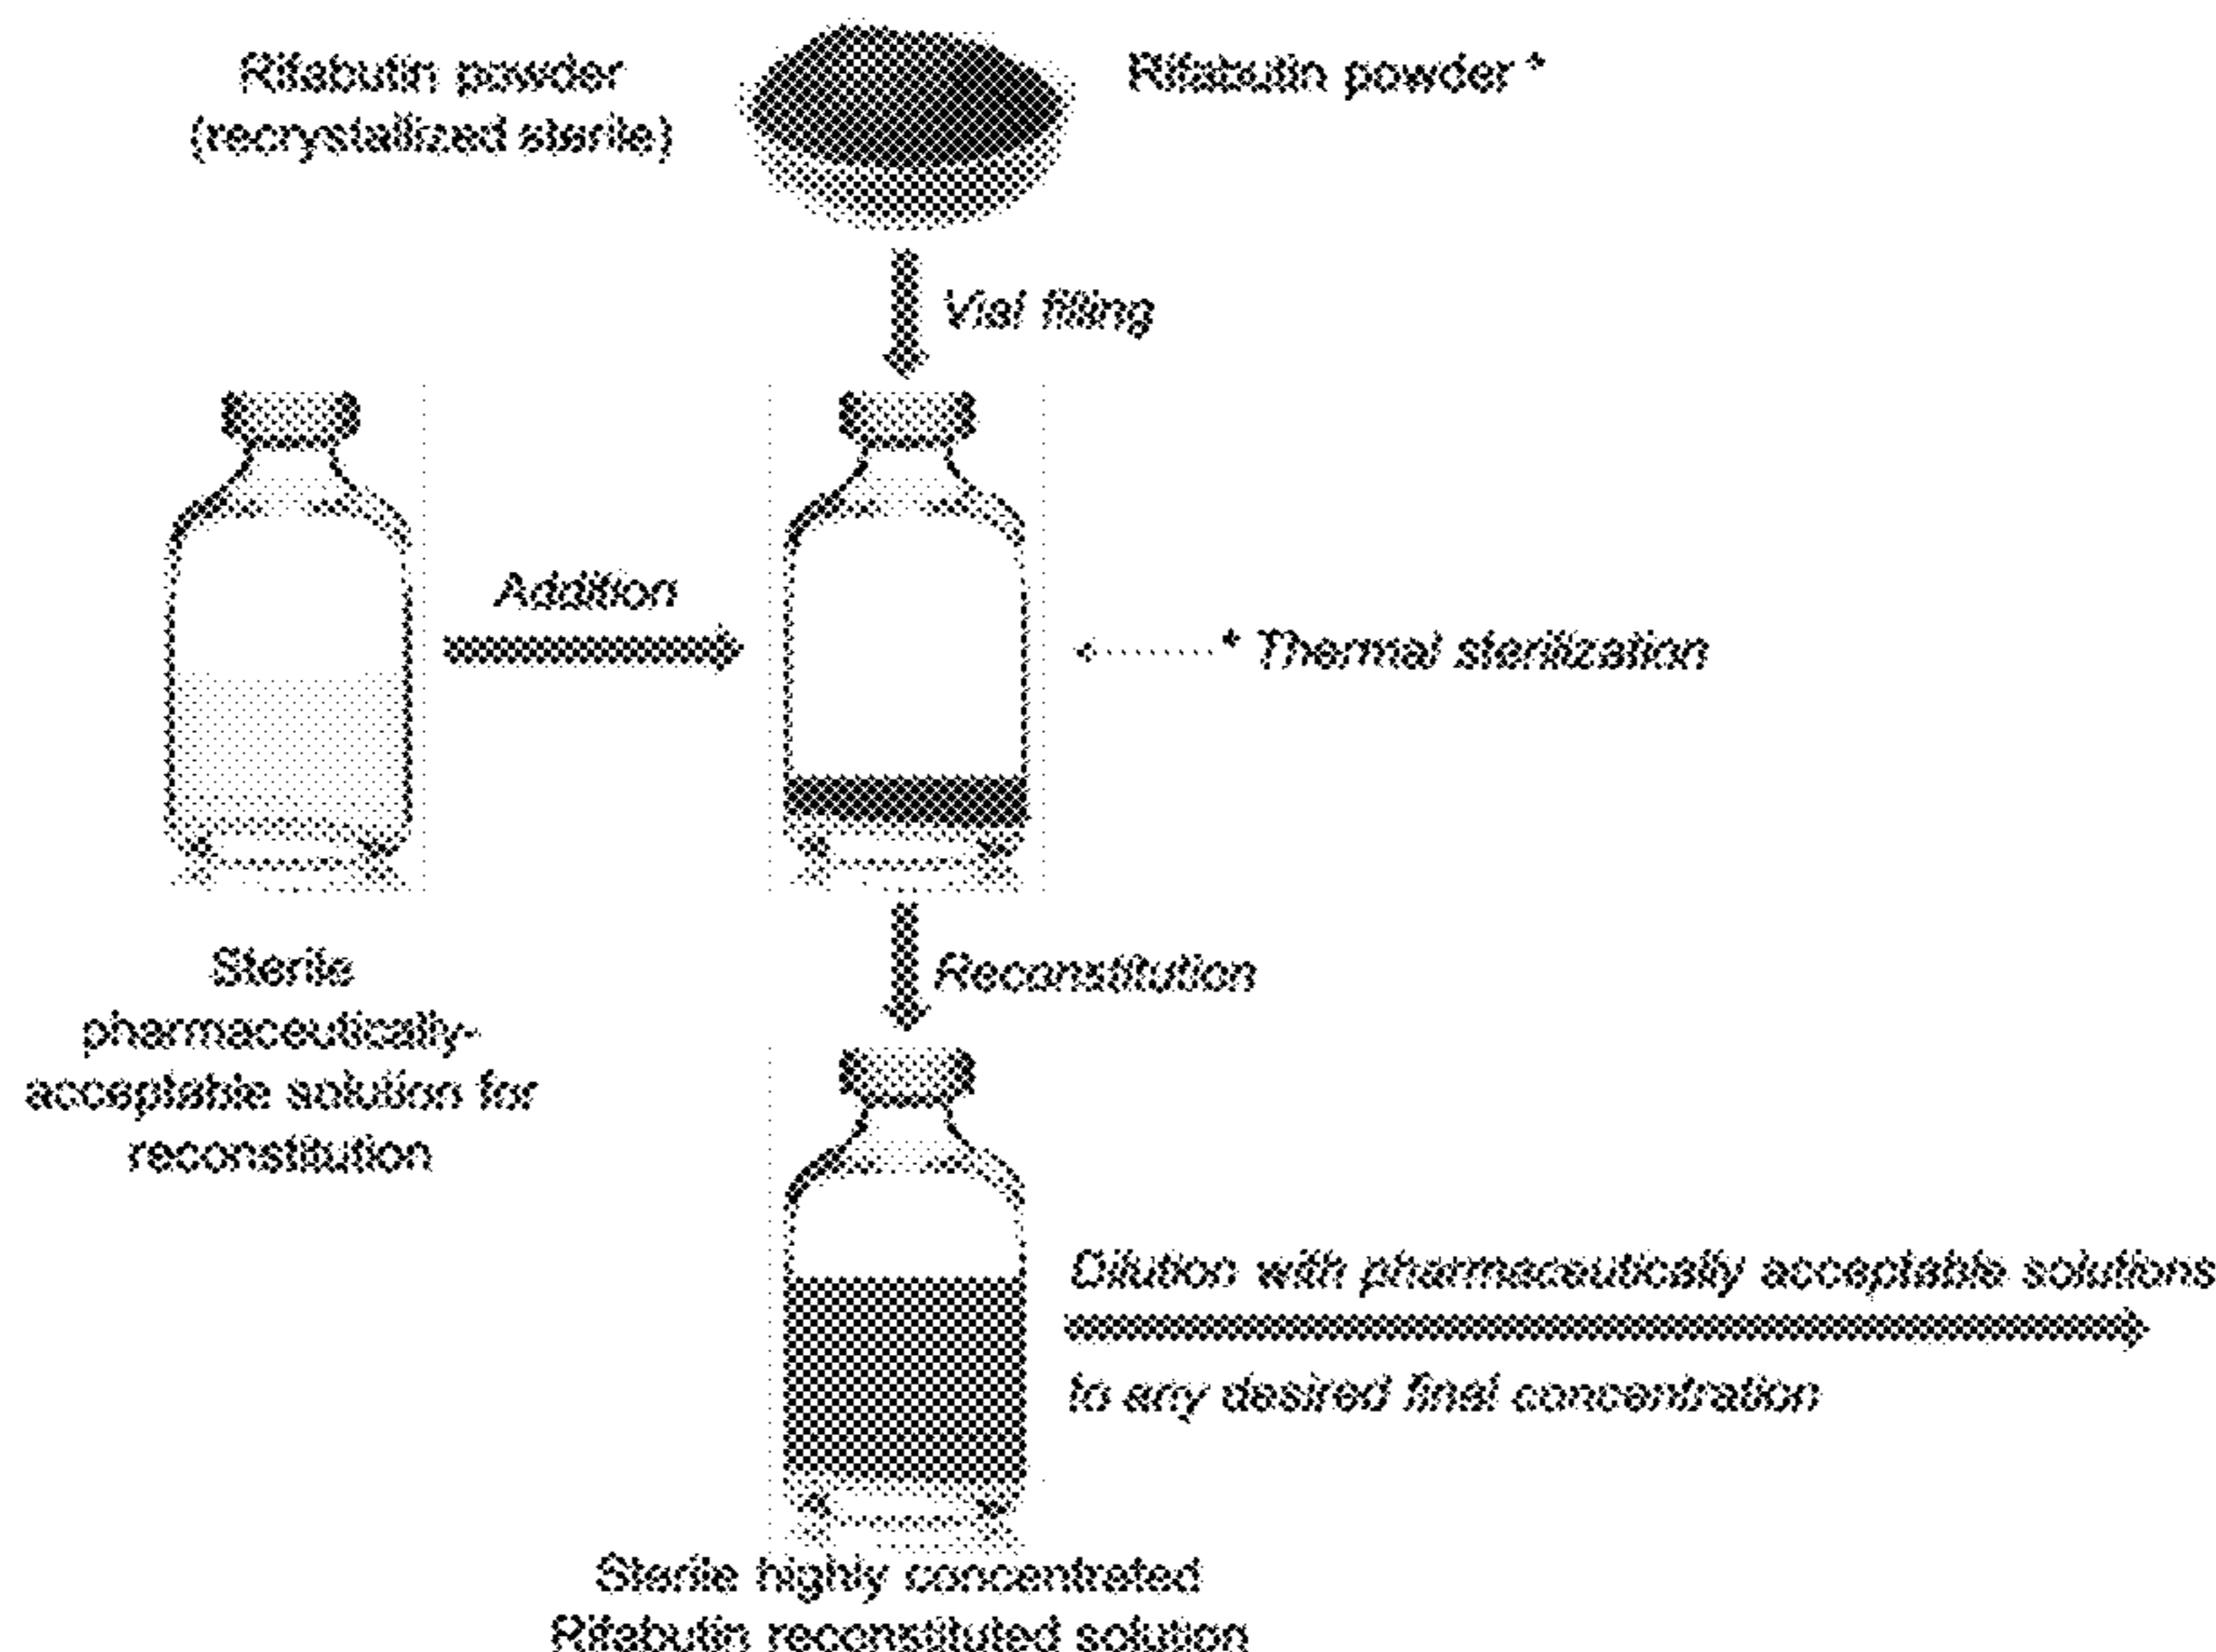 Rifabutin powder
(recrystallized sterile)
Rifabutin powder *
Vial filling
Addition
* Thermal sterilization
Sterile
pharmaceutically-
acceptable solution for
reconstitution
Reconstitution
Dilution with pharmaceutically acceptable solutions
to any desired final concentration
Sterile highly concentrated
Rifabutin reconstituted solution